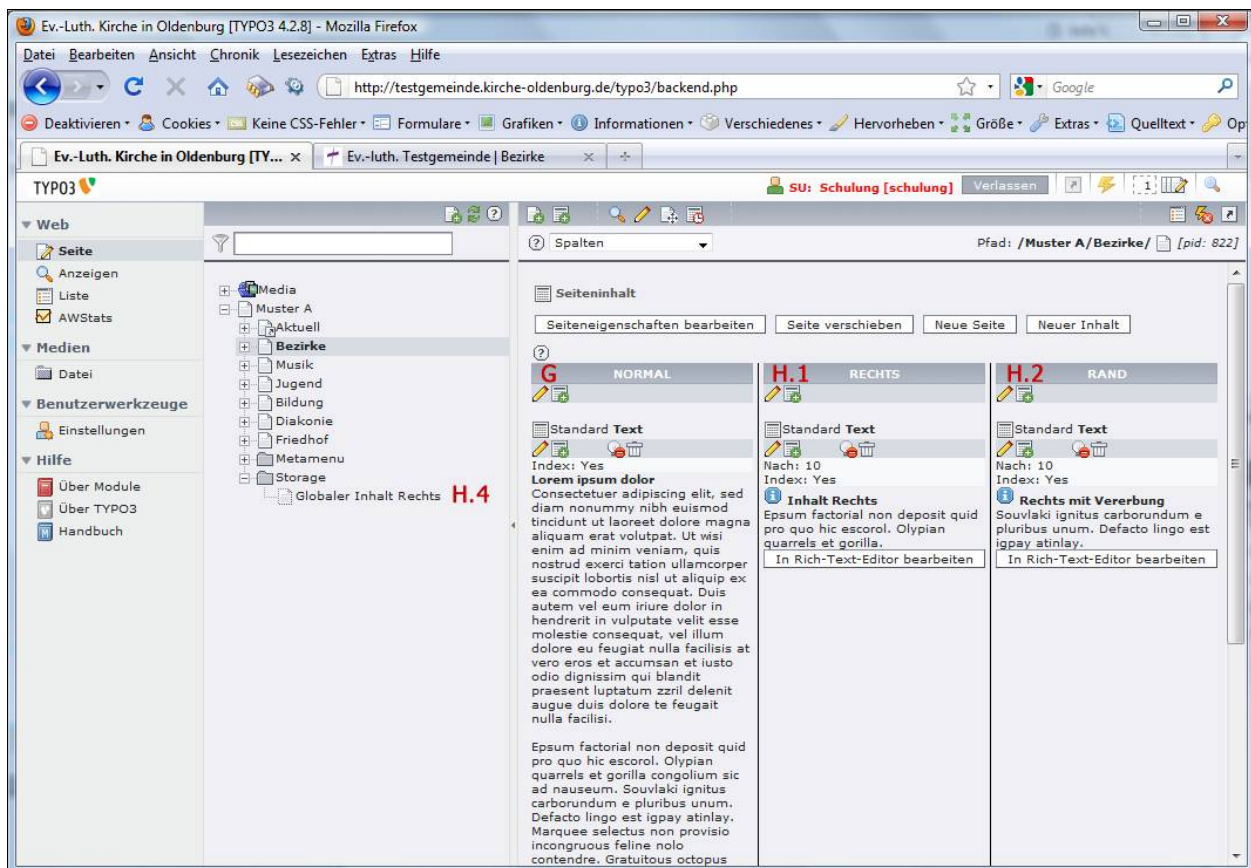 Ev.-Luth. Kirche in Oldenburg [TYPO3 4.2.8] - Mozilla Firefox
Datei Bearbeiten Ansicht Chronik Lesezeichen Extras Hilfe
http://testgemeinde.kirche-oldenburg.de/typo3/backend.php
Google
Deaktivieren Cookies Keine CSS-Fehler Formulare Grafiken Informationen Verschiedenes Hervorheben Größe Extras Quelltext Op
Ev.-Luth. Kirche in Oldenburg [TY... Ev.-luth. Testgemeinde | Bezirke
TYPO3
SU: Schulung [schulung] Verlassen 1
Web
Seite
Anzeigen
Liste
AWStats
Medien
Datei
Benutzerwerkzeuge
Einstellungen
Hilfe
Über Module
Über TYPO3
Handbuch
Media
Muster A
Aktuell
Bezirke
Musik
Jugend
Bildung
Diakonie
Friedhof
Metamenu
Storage
Globaler Inhalt Rechts H.4
Spalten
Pfad: /Muster A/Bezirke/ [pid: 822]
Seiteninhalt
Seiteneigenschaften bearbeiten Seite verschieben Neue Seite Neuer Inhalt
G NORMAL
Standard Text
Index: Yes
Lorem ipsum dolor
Consectetuer adipiscing elit, sed
diam nonummy nibh euismod
tincidunt ut laoreet dolore magna
aliquam erat volutpat. Ut wisi
enim ad minim veniam, quis
nostrud exerci tation ullamcorper
suscipit lobortis nisl ut aliquip ex
ea commodo consequat. Duis
autem vel eum iriure dolor in
hendrerit in vulputate velit esse
molestie consequat, vel illum
dolore eu feugiat nulla facilisis at
vero eros et accumsan et iusto
odio dignissim qui blandit
praesent luptatum zzril delenit
augue duis dolore te feugait
nulla facilisi.
Epsum factorial non deposit quid
pro quo hic escorol. Olypian
quarrels et gorilla congolium sic
ad nauseum. Souvlaki ignitus
carborundum e pluribus unum.
Defacto lingo est igpay atinlay.
Marquee selectus non provisio
incongruous feline nolo
contendre. Gratuitous octopus
H.1 RECHTS
Standard Text
Nach: 10
Index: Yes
Inhalt Rechts
Epsum factorial non deposit quid
pro quo hic escorol. Olypian
quarrels et gorilla.
In Rich-Text-Editor bearbeiten
H.2 RAND
Standard Text
Nach: 10
Index: Yes
Rechts mit Vererbung
Souvlaki ignitus carborundum e
pluribus unum. Defacto lingo est
igpay atinlay.
In Rich-Text-Editor bearbeiten